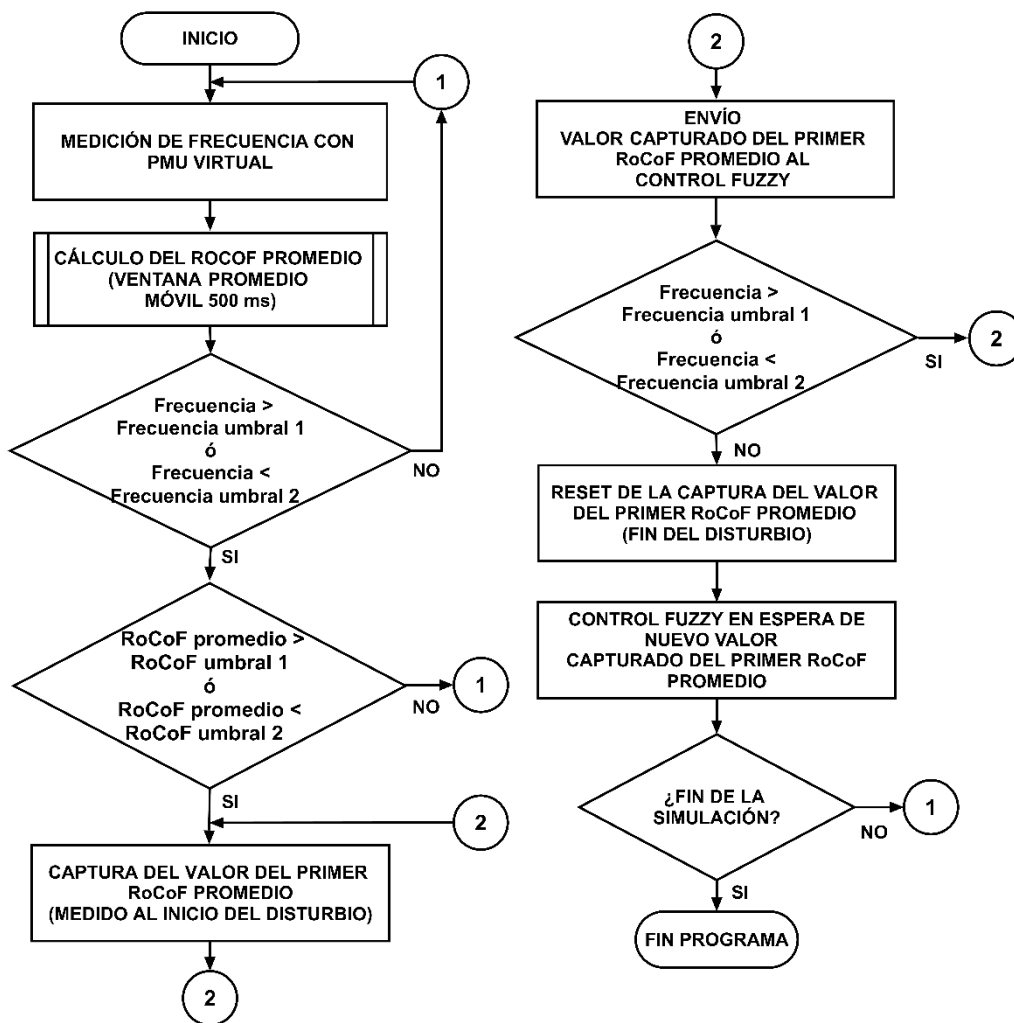 INICIO
1
MEDICIÓN DE FRECUENCIA CON
PMU VIRTUAL
CÁLCULO DEL ROCOF PROMEDIO
(VENTANA PROMEDIO
MÓVIL 500 ms)
Frecuencia >
Frecuencia umbral 1
ó
Frecuencia <
Frecuencia umbral 2
NO
SI
RoCoF promedio >
RoCoF umbral 1
ó
RoCoF promedio <
RoCoF umbral 2
1
NO
SI
2
CAPTURA DEL VALOR DEL PRIMER
RoCoF PROMEDIO
(MEDIDO AL INICIO DEL DISTURBIO)
2
2
ENVÍO
VALOR CAPTURADO DEL PRIMER
RoCoF PROMEDIO AL
CONTROL FUZZY
Frecuencia >
Frecuencia umbral 1
ó
Frecuencia <
Frecuencia umbral 2
2
SI
NO
RESET DE LA CAPTURA DEL VALOR
DEL PRIMER RoCoF PROMEDIO
(FIN DEL DISTURBIO)
CONTROL FUZZY EN ESPERA DE
NUEVO VALOR
CAPTURADO DEL PRIMER RoCoF
PROMEDIO
¿FIN DE LA
SIMULACIÓN?
1
NO
SI
FIN PROGRAMA